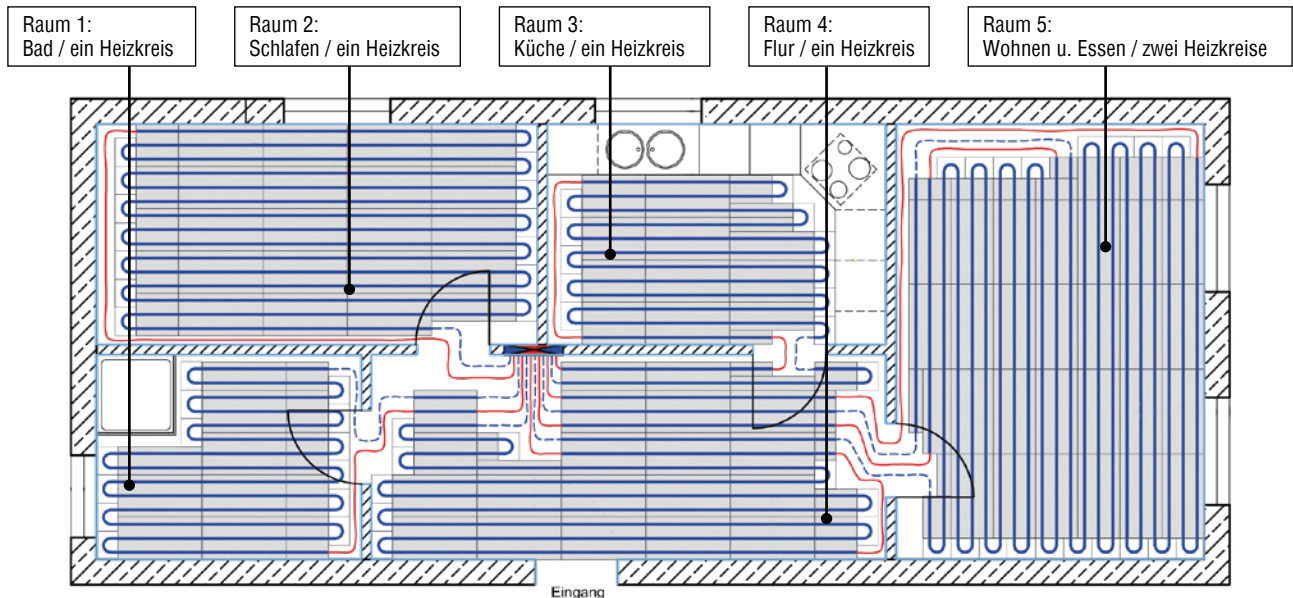 Raum 1:
Bad / ein Heizkreis
Raum 2:
Schlafen / ein Heizkreis
Raum 3:
Küche / ein Heizkreis
Raum 4:
Flur / ein Heizkreis
Raum 5:
Wohnen u. Essen / zwei Heizkreise
Eingang